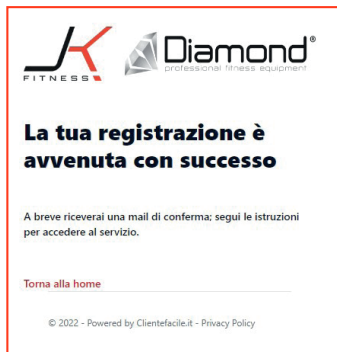 JK
FITNESS
Diamond®
professional fitness equipment
La tua registrazione è
avvenuta con successo
A breve riceverai una mail di conferma; segui le istruzioni
per accedere al servizio.
Torna alla home
© 2022 - Powered by Clientefacile.it - Privacy Policy